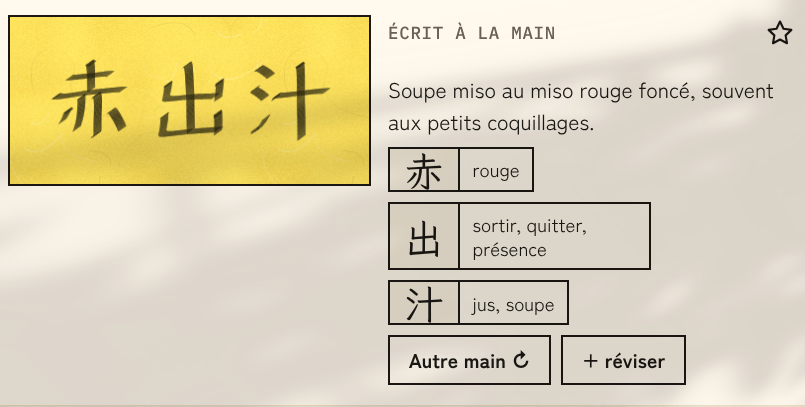 赤出汁
ÉCRIT À LA MAIN
Soupe miso au miso rouge foncé, souvent
aux petits coquillages.
赤 rouge
出 sortir, quitter,
présence
汁 jus, soupe
Autre main ↻
+ réviser